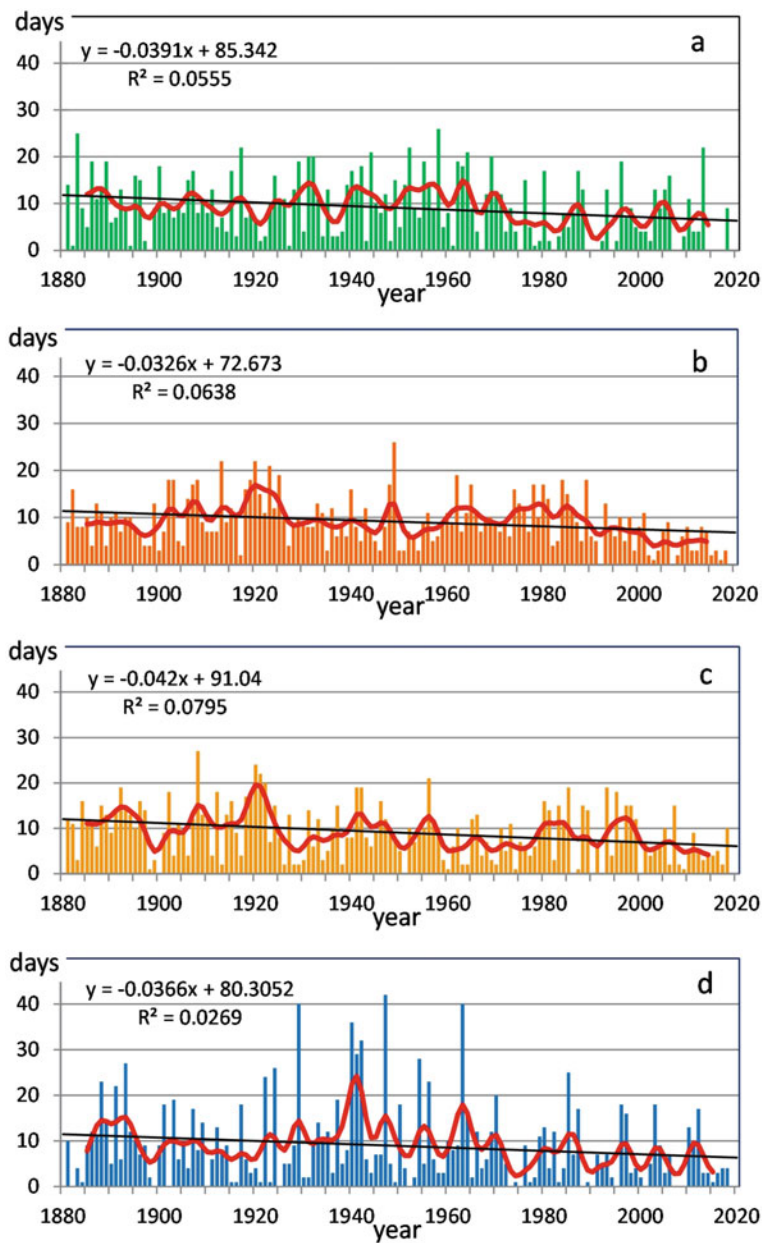 days
a
y = -0.0391x + 85.342
R² = 0.0555
40
30
20
10
0
1880 1900 1920 1940 1960 1980 2000 2020
year
days
b
y = -0.0326x + 72.673
R² = 0.0638
40
30
20
10
0
1880 1900 1920 1940 1960 1980 2000 2020
year
days
c
y = -0.042x + 91.04
R² = 0.0795
40
30
20
10
0
1880 1900 1920 1940 1960 1980 2000 2020
year
days
d
y = -0.0366x + 80.3052
R² = 0.0269
40
30
20
10
0
1880 1900 1920 1940 1960 1980 2000 2020
year